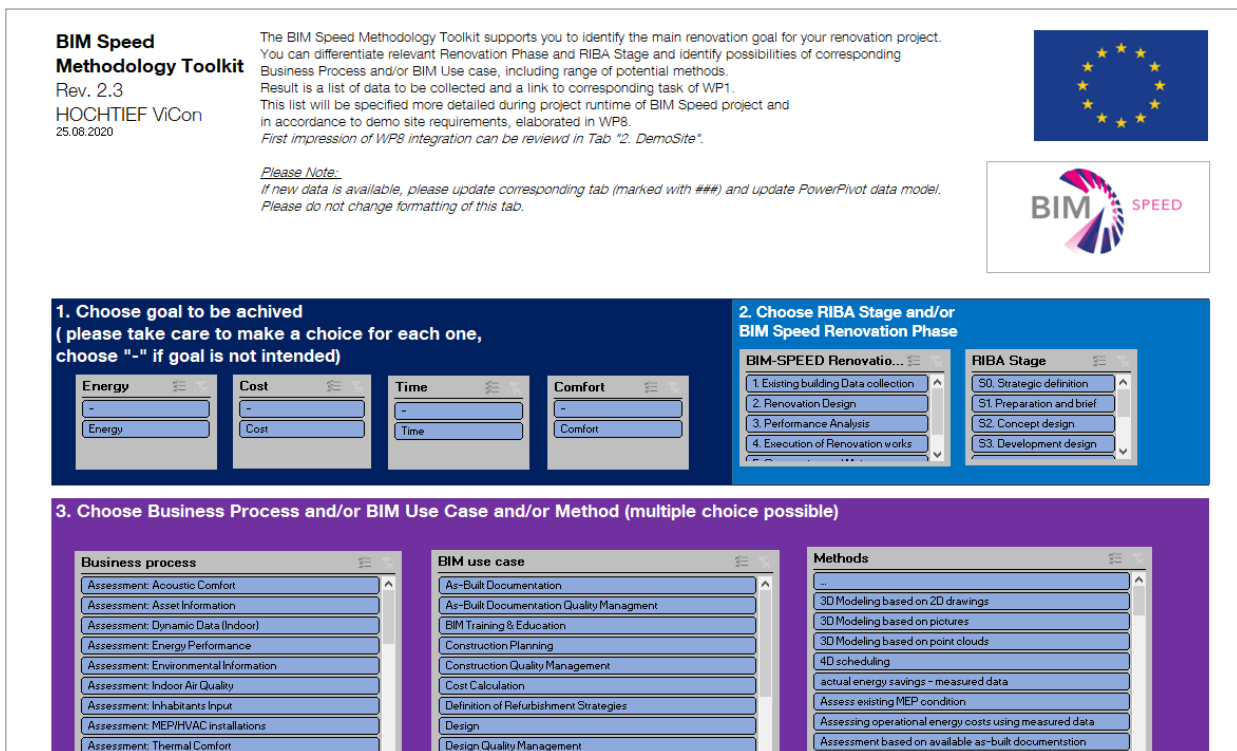 BIM Speed
Methodology Toolkit
Rev. 2.3
HOCHTIEF ViCon
25.08.2020
The BIM Speed Methodology Toolkit supports you to identify the main renovation goal for your renovation project.
You can differentiate relevant Renovation Phase and RIBA Stage and identify possibilities of corresponding
Business Process and/or BIM Use case, including range of potential methods.
Result is a list of data to be collected and a link to corresponding task of WP1.
This list will be specified more detailed during project runtime of BIM Speed project and
in accordance to demo site requirements, elaborated in WP8.
First impression of WP8 integration can be reviewd in Tab "2. DemoSite".
Please Note:
If new data is available, please update corresponding tab (marked with ###) and update PowerPivot data model.
Please do not change formatting of this tab.
BIM SPEED
1. Choose goal to be achived
( please take care to make a choice for each one,
choose "-" if goal is not intended)
Energy
-
Energy
Cost
-
Cost
Time
-
Time
Comfort
-
Comfort
2. Choose RIBA Stage and/or
BIM Speed Renovation Phase
BIM-SPEED Renovatio...
1. Existing building Data collection
2. Renovation Design
3. Performance Analysis
4. Execution of Renovation works
RIBA Stage
S0. Strategic definition
S1. Preparation and brief
S2. Concept design
S3. Development design
3. Choose Business Process and/or BIM Use Case and/or Method (multiple choice possible)
Business process
Assessment: Acoustic Comfort
Assessment: Asset Information
Assessment: Dynamic Data (Indoor)
Assessment: Energy Performance
Assessment: Environmental Information
Assessment: Indoor Air Quality
Assessment: Inhabitants Input
Assessment: MEP/HVAC installations
Assessment: Thermal Comfort
BIM use case
As-Built Documentation
As-Built Documentation Quality Managment
BIM Training & Education
Construction Planning
Construction Quality Management
Cost Calculation
Definition of Refurbishment Strategies
Design
Design Quality Management
Methods
...
3D Modeling based on 2D drawings
3D Modeling based on pictures
3D Modeling based on point clouds
4D scheduling
actual energy savings - measured data
Assess existing MEP condition
Assessing operational energy costs using measured data
Assessment based on available as-built documentstion